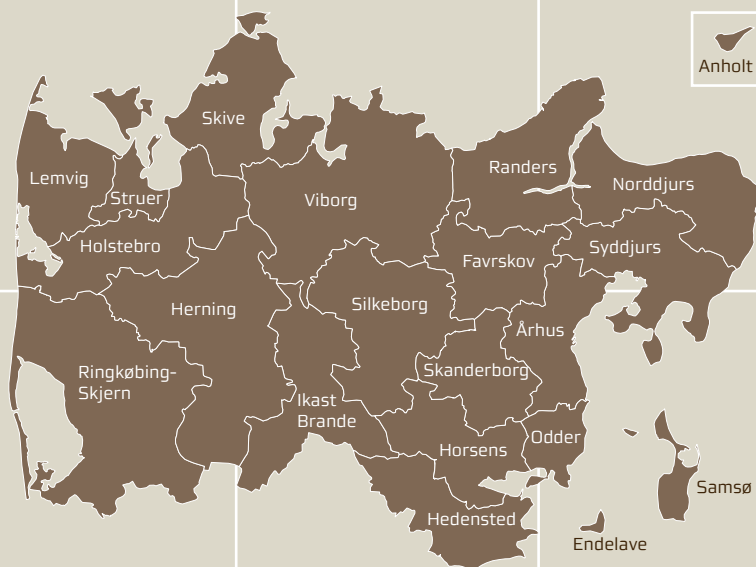 Anholt
Skive
Randers
Lemvig
Norddjurs
Struer
Viborg
Holstebro
Syddjurs
Favrskov
Herning
Silkeborg
Århus
Ringkøbing-
Skjern
Skanderborg
Ikast
Brande
Odder
Horsens
Samsø
Hedensted
Endelave